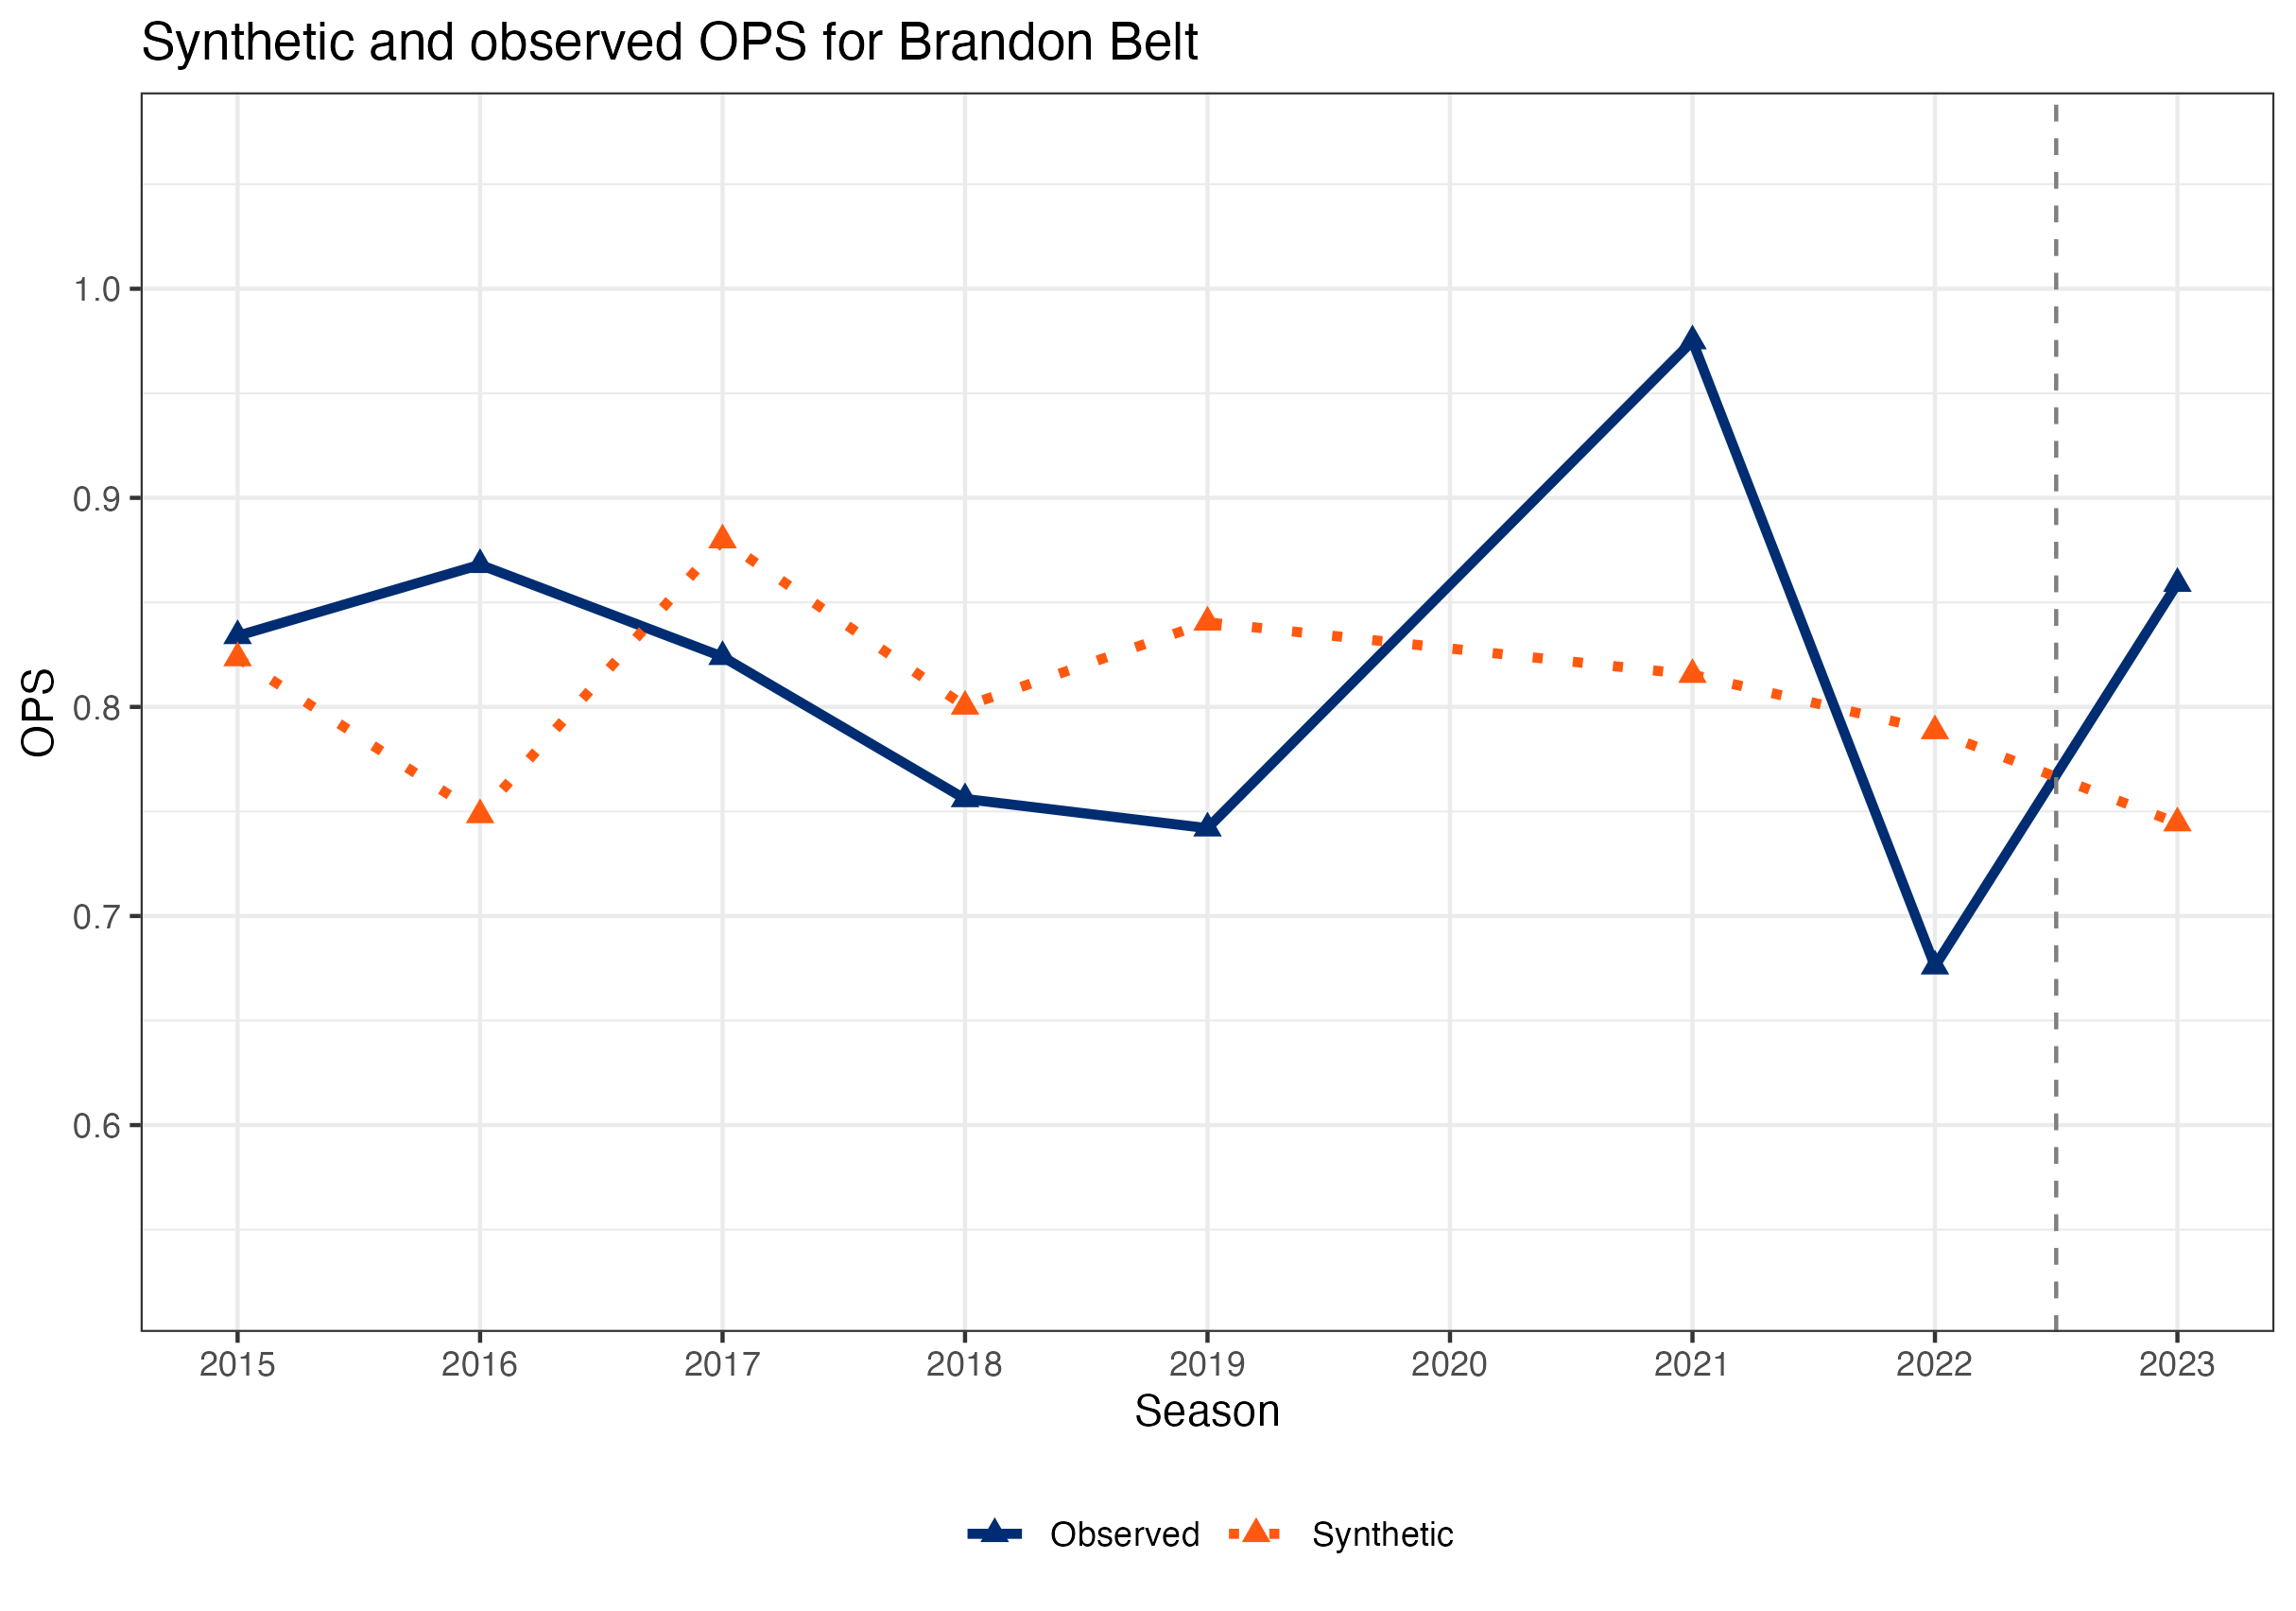 Synthetic and observed OPS for Brandon Belt
OPS
1.0
0.9
0.8
0.7
0.6
2015 2016 2017 2018 2019 2020 2021 2022 2023
Season
Observed Synthetic